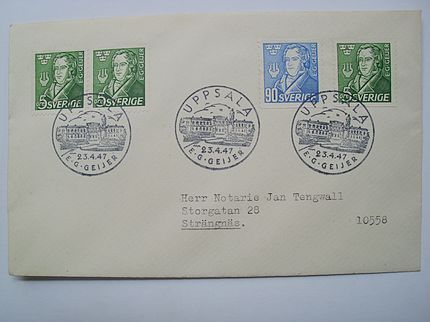 E·G·GEIJER
5 SVERIGE
E·G·GEIJER
5 SVERIGE
E·G·GEIJER
90 SVERIGE
E·G·GEIJER
5 SVERIGE
UPPSALA
23.4.47
E·G·GEIJER
UPPSALA
23.4.47
E·G·GEIJER
UPPSALA
23.4.47
E·G·GEIJER
Herr Notarie Jan Tengwall
Storgatan 28
Strängnäs.
10558